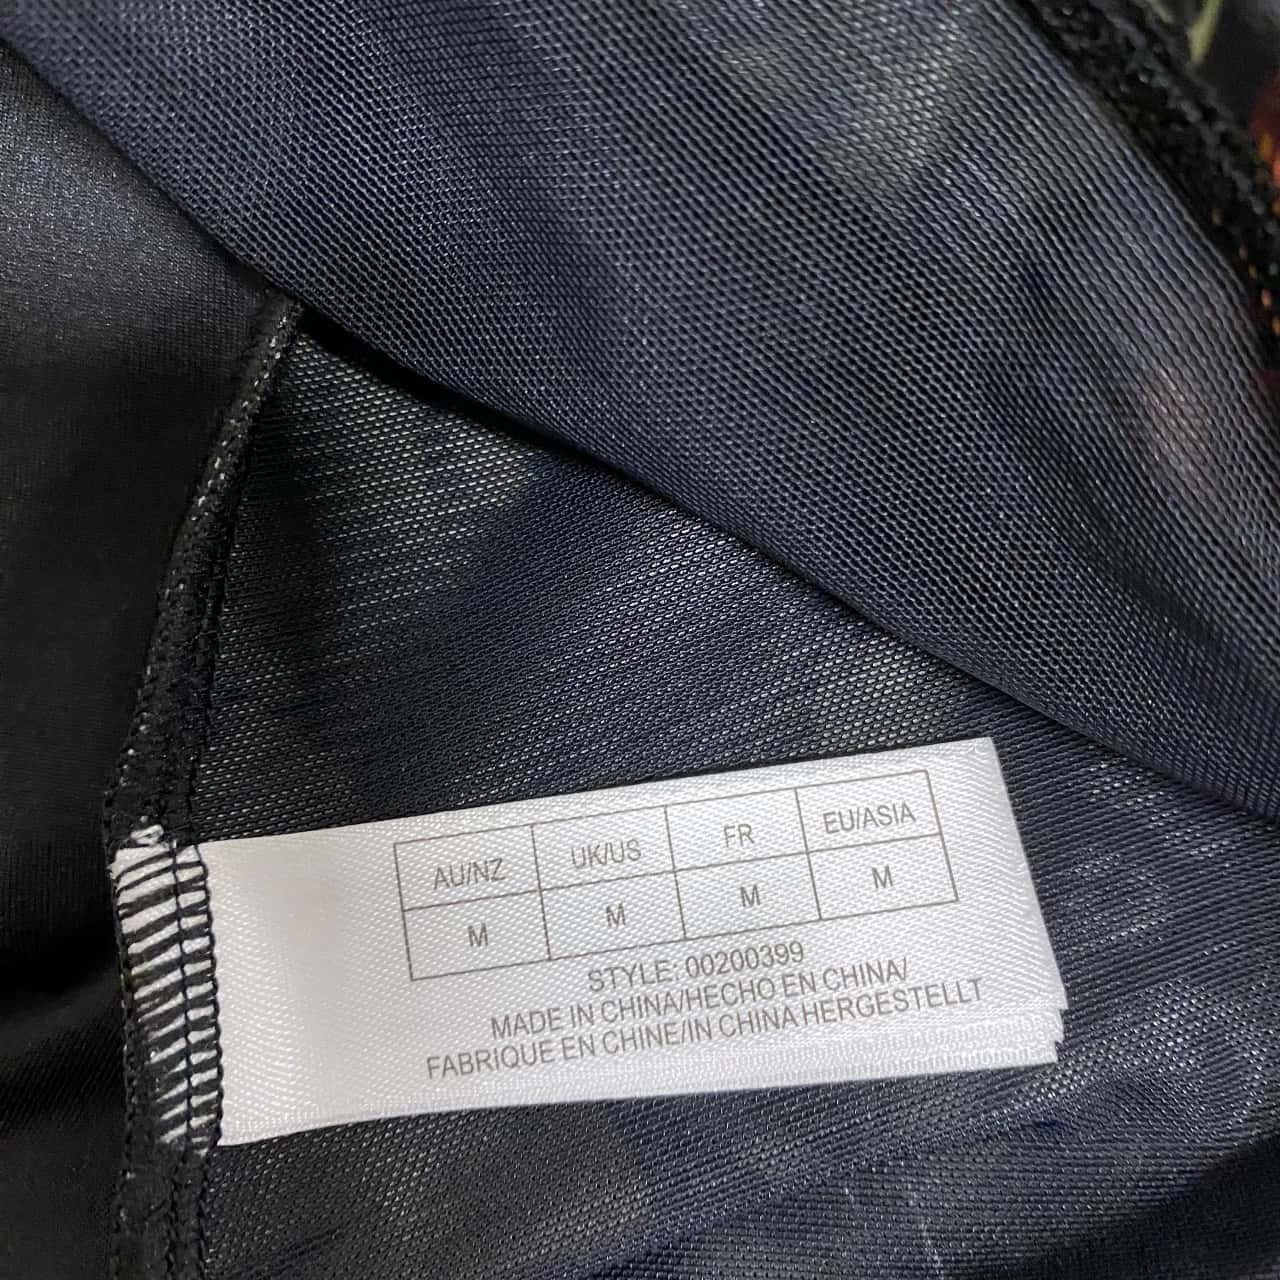 AU/NZ UK/US FR EU/ASIA
M M M M
STYLE: 00200399
MADE IN CHINA/HECHO EN CHINA/
FABRIQUE EN CHINE/IN CHINA HERGESTELLT